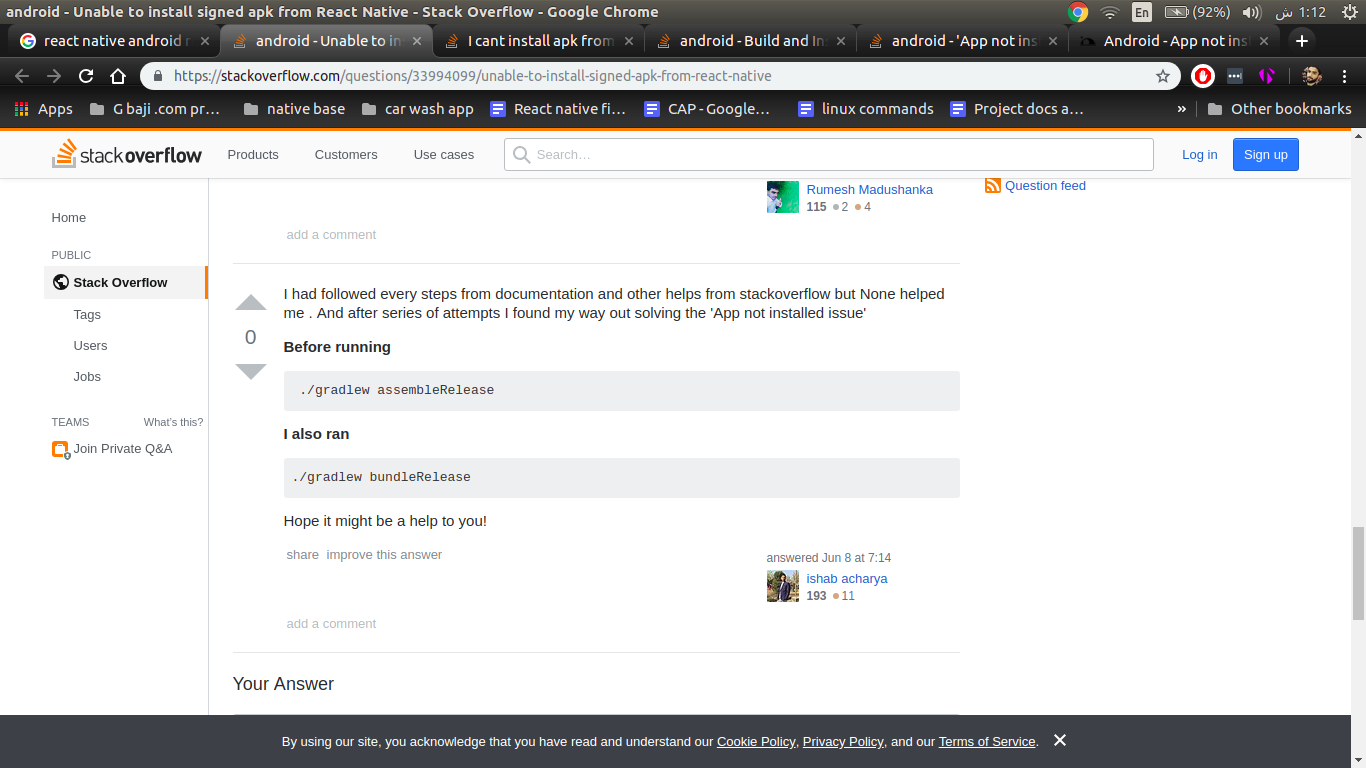 android - Unable to install signed apk from React Native - Stack Overflow - Google Chrome
En (92%) 1:12 ش
react native android r
android - Unable to in
I cant install apk from
android - Build and In
android - 'App not ins
Android - App not inst
https://stackoverflow.com/questions/33994099/unable-to-install-signed-apk-from-react-native
Apps G baji .com pr... native base car wash app React native fi... CAP - Google... linux commands Project docs a... » Other bookmarks
stackoverflow Products Customers Use cases Search... Log in Sign up
Home
PUBLIC
Stack Overflow
Tags
Users
Jobs
TEAMS What's this?
Join Private Q&A
Rumesh Madushanka
115 2 4
Question feed
add a comment
0
I had followed every steps from documentation and other helps from stackoverflow but None helped
me . And after series of attempts I found my way out solving the 'App not installed issue'
Before running
./gradlew assembleRelease
I also ran
./gradlew bundleRelease
Hope it might be a help to you!
share improve this answer
answered Jun 8 at 7:14
ishab acharya
193 11
add a comment
Your Answer
By using our site, you acknowledge that you have read and understand our Cookie Policy, Privacy Policy, and our Terms of Service.